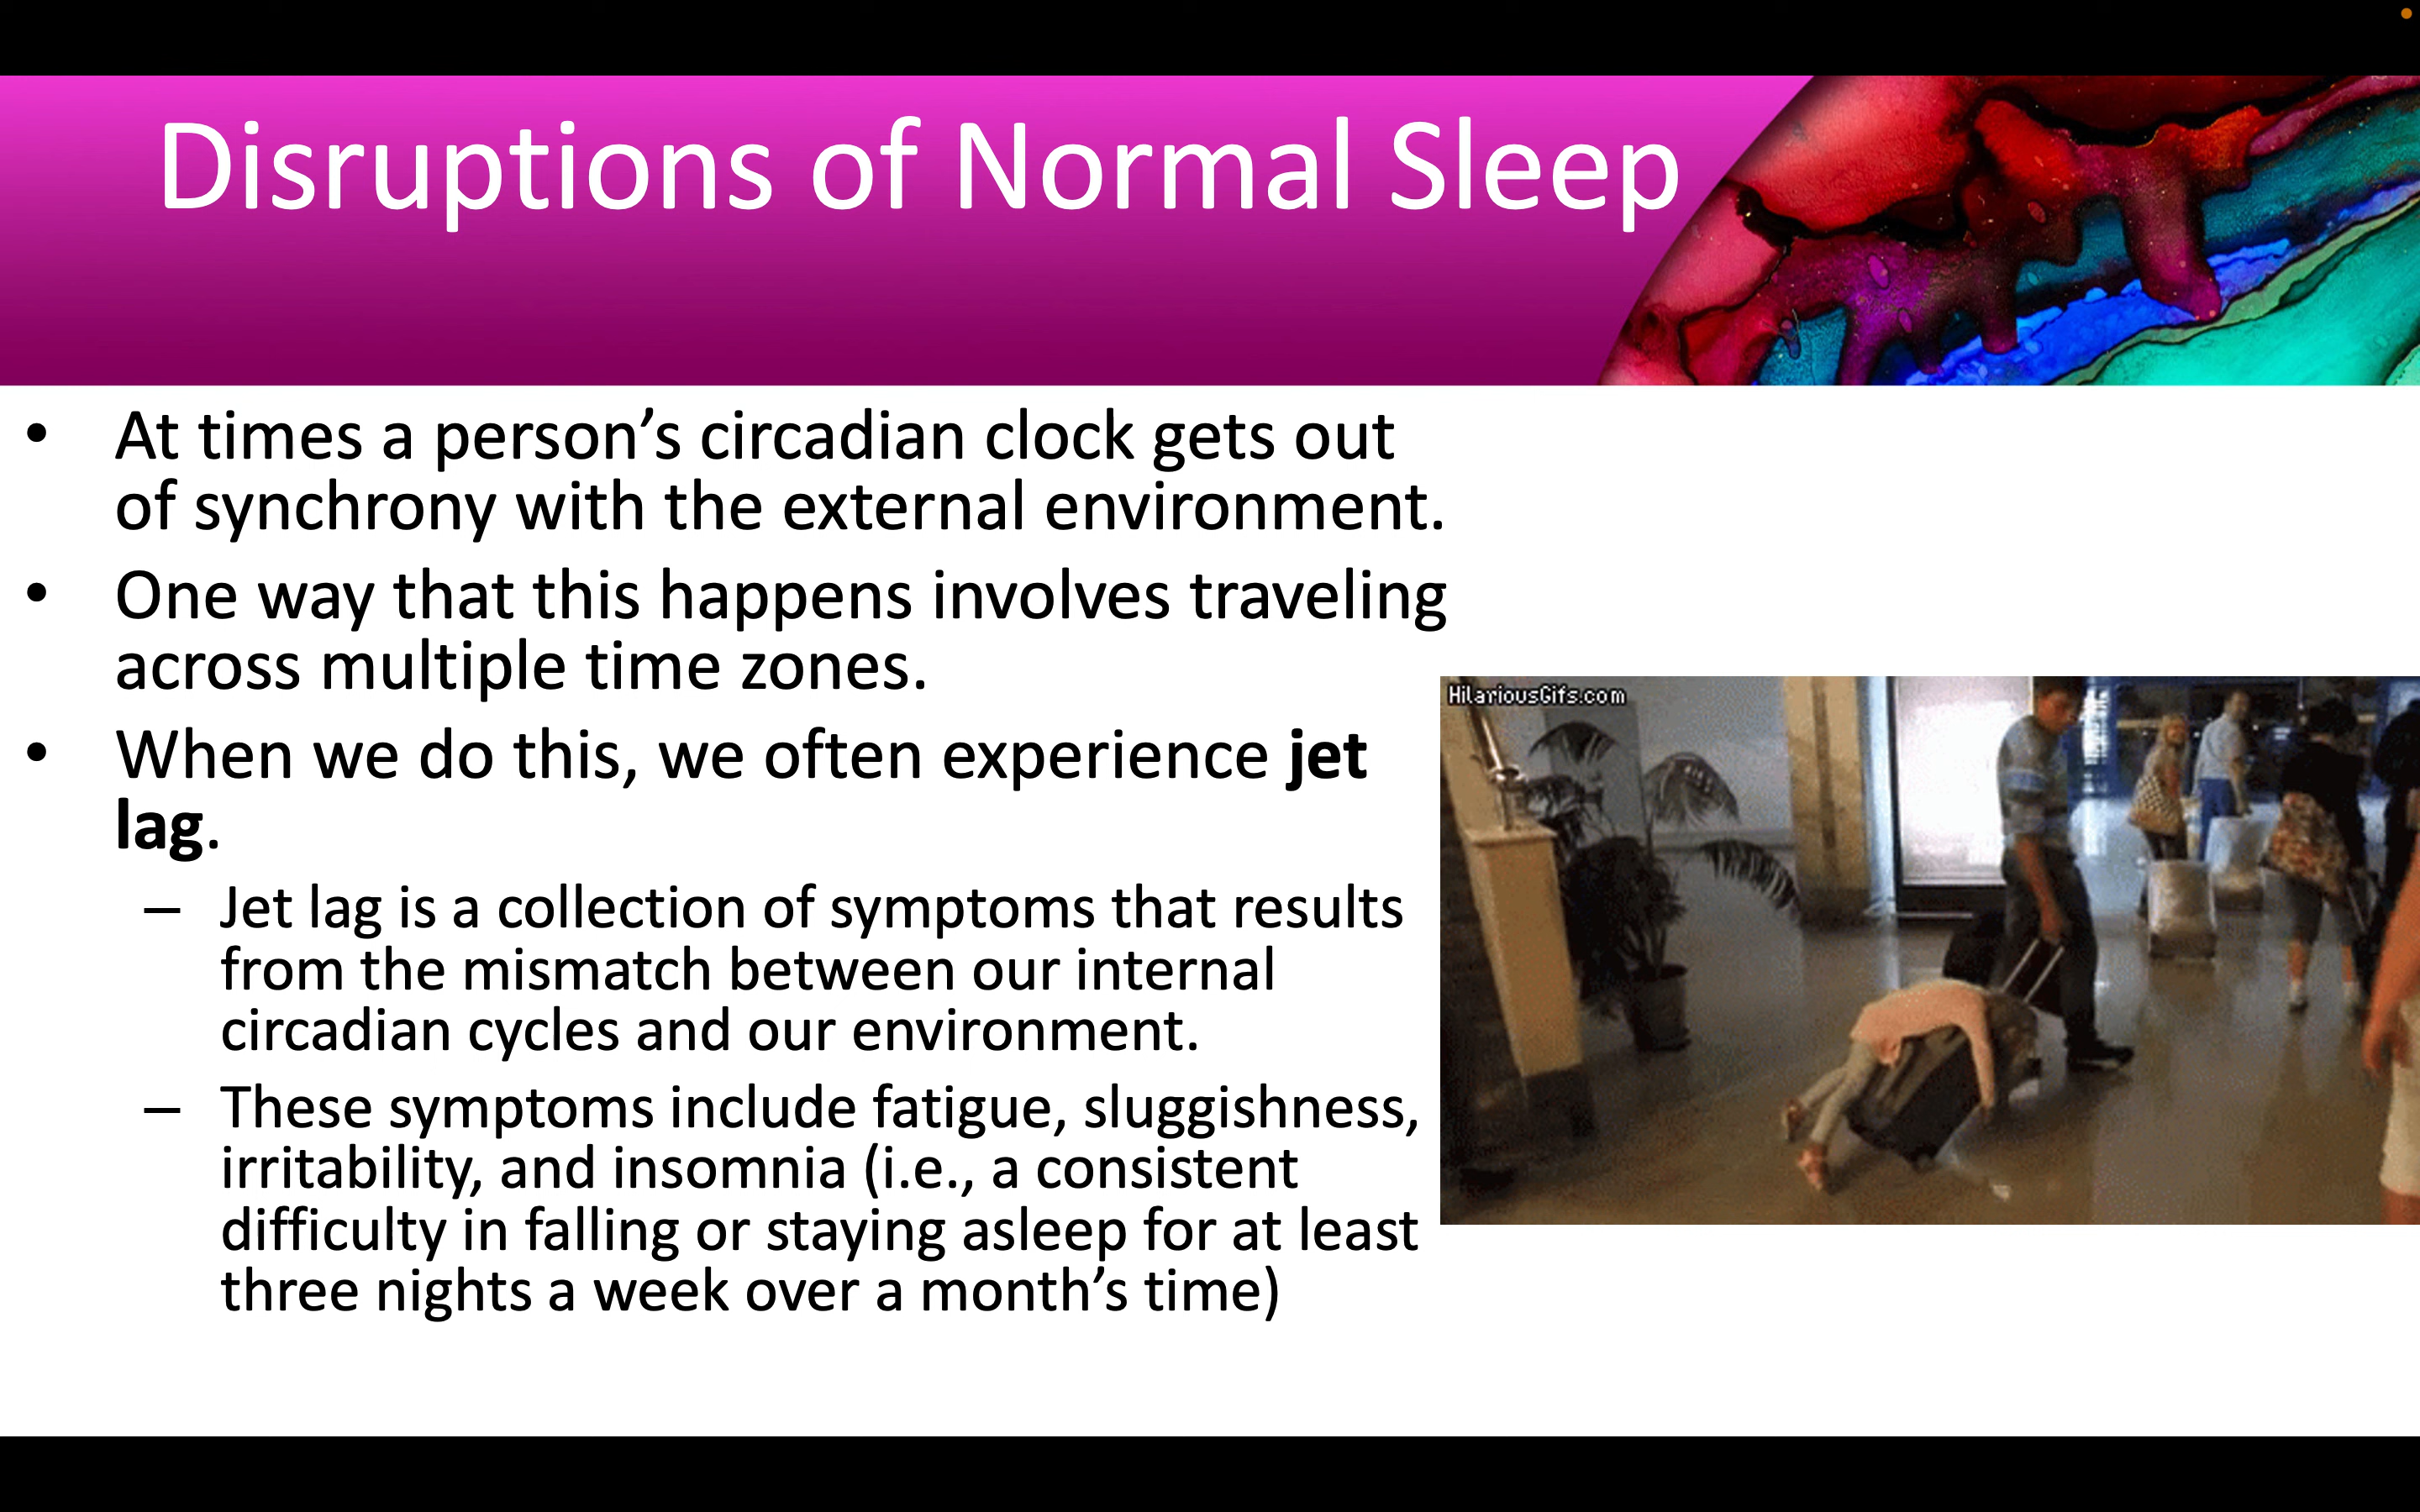 Disruptions of Normal Sleep
• At times a person’s circadian clock gets out
of synchrony with the external environment.
• One way that this happens involves traveling
across multiple time zones.
• When we do this, we often experience jet
lag.
– Jet lag is a collection of symptoms that results
from the mismatch between our internal
circadian cycles and our environment.
– These symptoms include fatigue, sluggishness,
irritability, and insomnia (i.e., a consistent
difficulty in falling or staying asleep for at least
three nights a week over a month’s time)
HilariousGifs.com